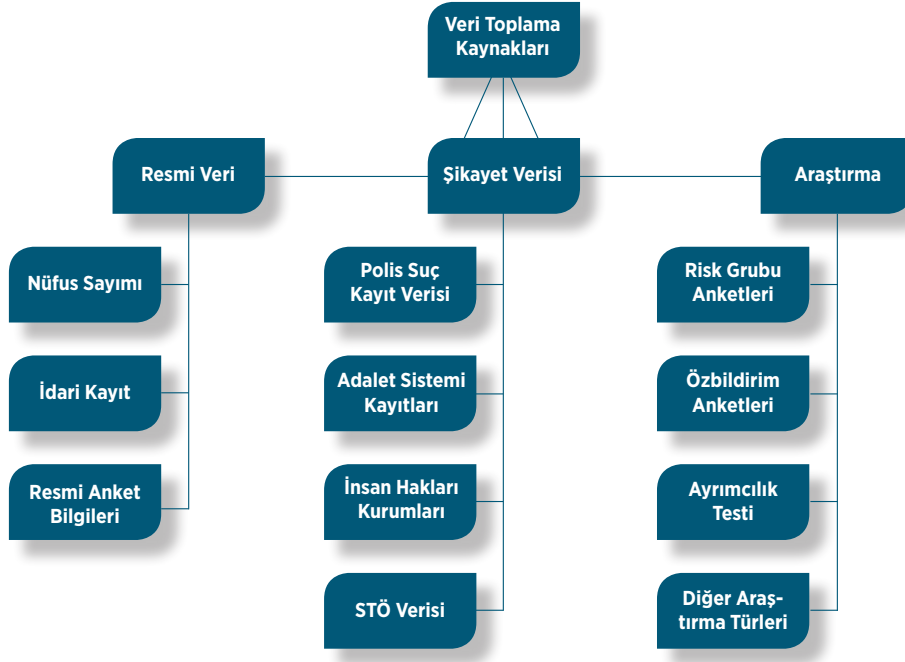 Veri Toplama
Kaynakları
Resmi Veri
Şikayet Verisi
Araştırma
Nüfus Sayımı
İdari Kayıt
Resmi Anket
Bilgileri
Polis Suç
Kayıt Verisi
Adalet Sistemi
Kayıtları
İnsan Hakları
Kurumları
STÖ Verisi
Risk Grubu
Anketleri
Özbildirim
Anketleri
Ayrımcılık
Testi
Diğer Araş-
tırma Türleri